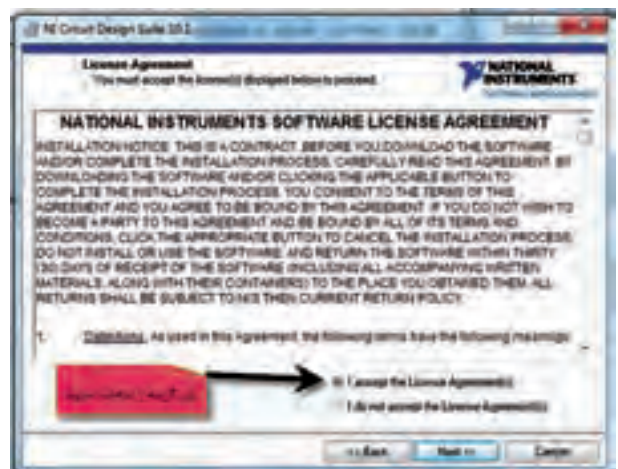 NI Circuit Design Suite 10.1
License Agreement
You must accept the license(s) displayed below to proceed.
NATIONAL
INSTRUMENTS
NATIONAL INSTRUMENTS SOFTWARE LICENSE AGREEMENT
INSTALLATION NOTICE: THIS IS A CONTRACT. BEFORE YOU DOWNLOAD THE SOFTWARE
AND/OR COMPLETE THE INSTALLATION PROCESS, CAREFULLY READ THIS AGREEMENT. BY
DOWNLOADING THE SOFTWARE AND/OR CLICKING THE APPLICABLE BUTTON TO
COMPLETE THE INSTALLATION PROCESS, YOU CONSENT TO THE TERMS OF THIS
AGREEMENT AND YOU AGREE TO BE BOUND BY THIS AGREEMENT. IF YOU DO NOT WISH TO
BECOME A PARTY TO THIS AGREEMENT AND BE BOUND BY ALL OF ITS TERMS AND
CONDITIONS, CLICK THE APPROPRIATE BUTTON TO CANCEL THE INSTALLATION PROCESS,
DO NOT INSTALL OR USE THE SOFTWARE, AND RETURN THE SOFTWARE WITHIN THIRTY
(30) DAYS OF RECEIPT OF THE SOFTWARE (INCLUDING ALL ACCOMPANYING WRITTEN
MATERIALS, ALONG WITH THEIR CONTAINERS) TO THE PLACE YOU OBTAINED THEM. ALL
RETURNS SHALL BE SUBJECT TO NI'S THEN CURRENT RETURN POLICY.
1. Definitions. As used in this Agreement, the following terms have the following meanings:
I accept the License Agreement(s).
I do not accept the License Agreement(s).
<< Back Next >> Cancel